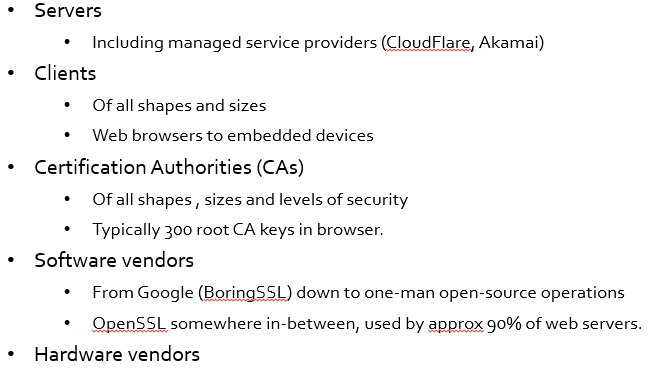 • Servers
• Including managed service providers (CloudFlare, Akamai)
• Clients
• Of all shapes and sizes
• Web browsers to embedded devices
• Certification Authorities (CAs)
• Of all shapes , sizes and levels of security
• Typically 300 root CA keys in browser.
• Software vendors
• From Google (BoringSSL) down to one-man open-source operations
• OpenSSL somewhere in-between, used by approx 90% of web servers.
• Hardware vendors